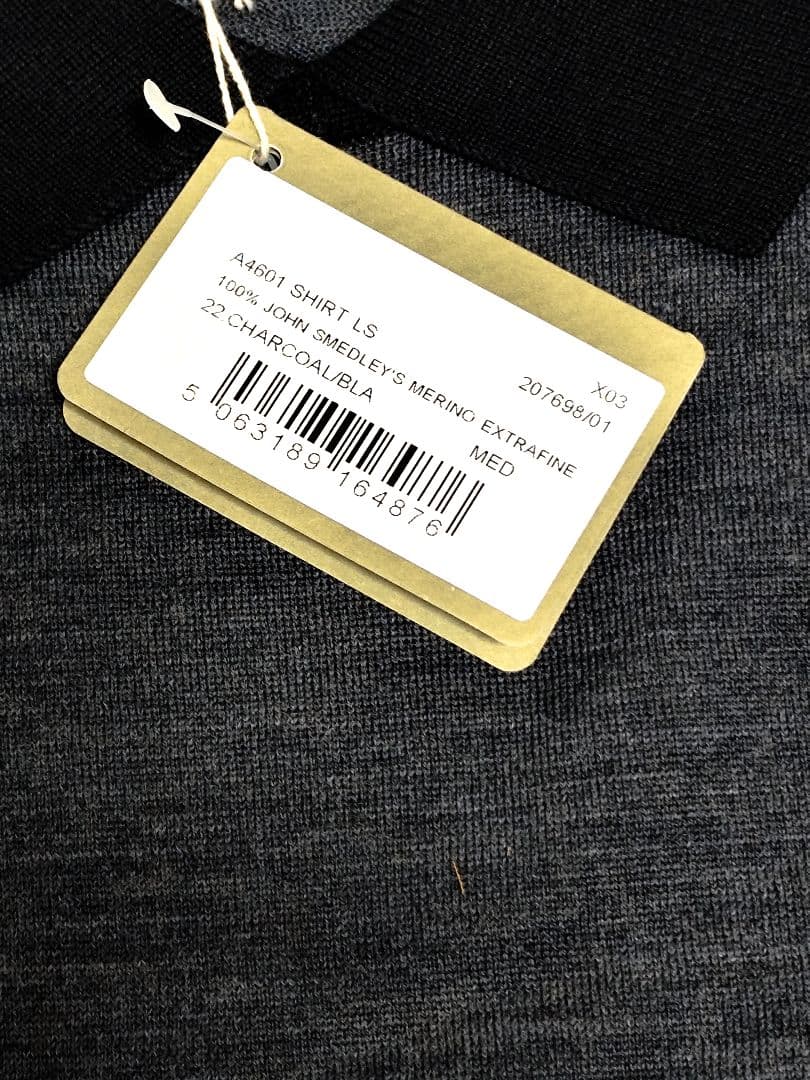 A4601 SHIRT LS X03
100% JOHN SMEDLEY'S MERINO EXTRAFINE 207698/01
22.CHARCOAL/BLA MED
5 063189 164876